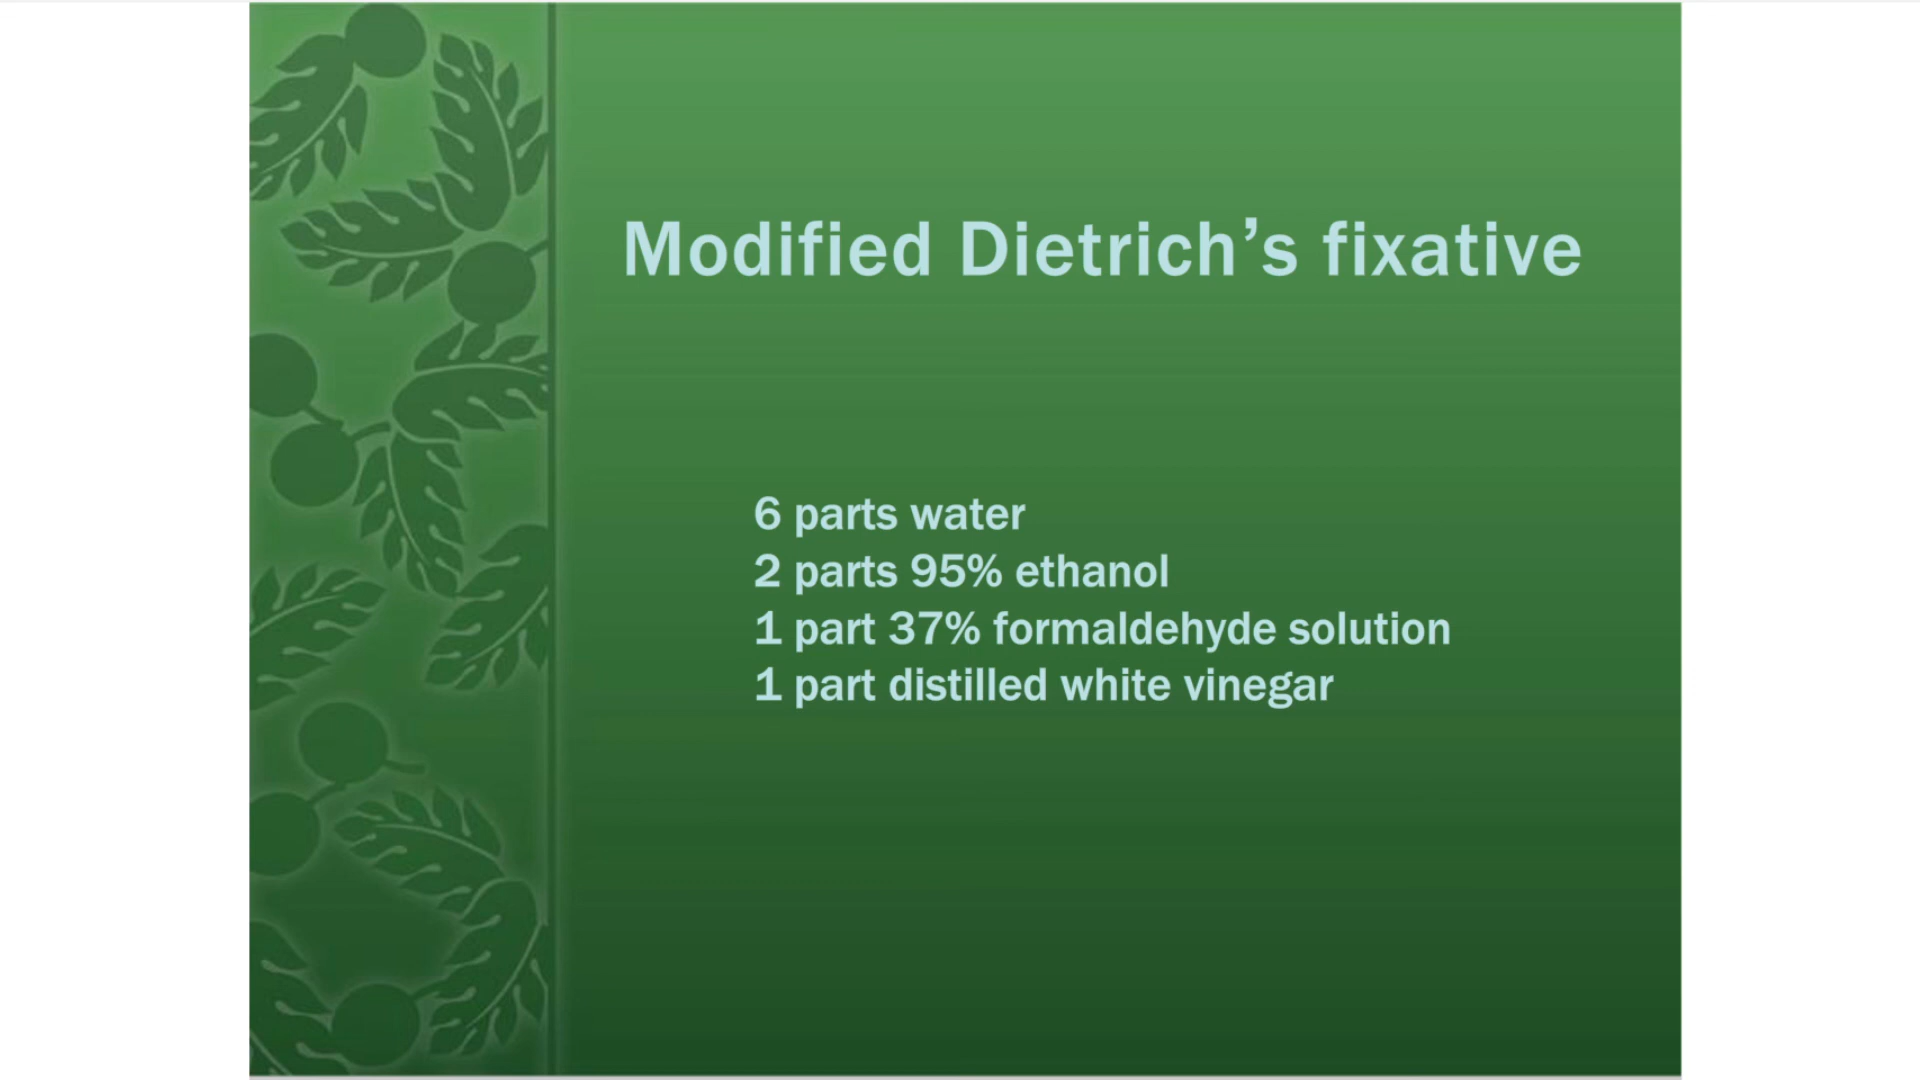 Modified Dietrich’s fixative
6 parts water
2 parts 95% ethanol
1 part 37% formaldehyde solution
1 part distilled white vinegar